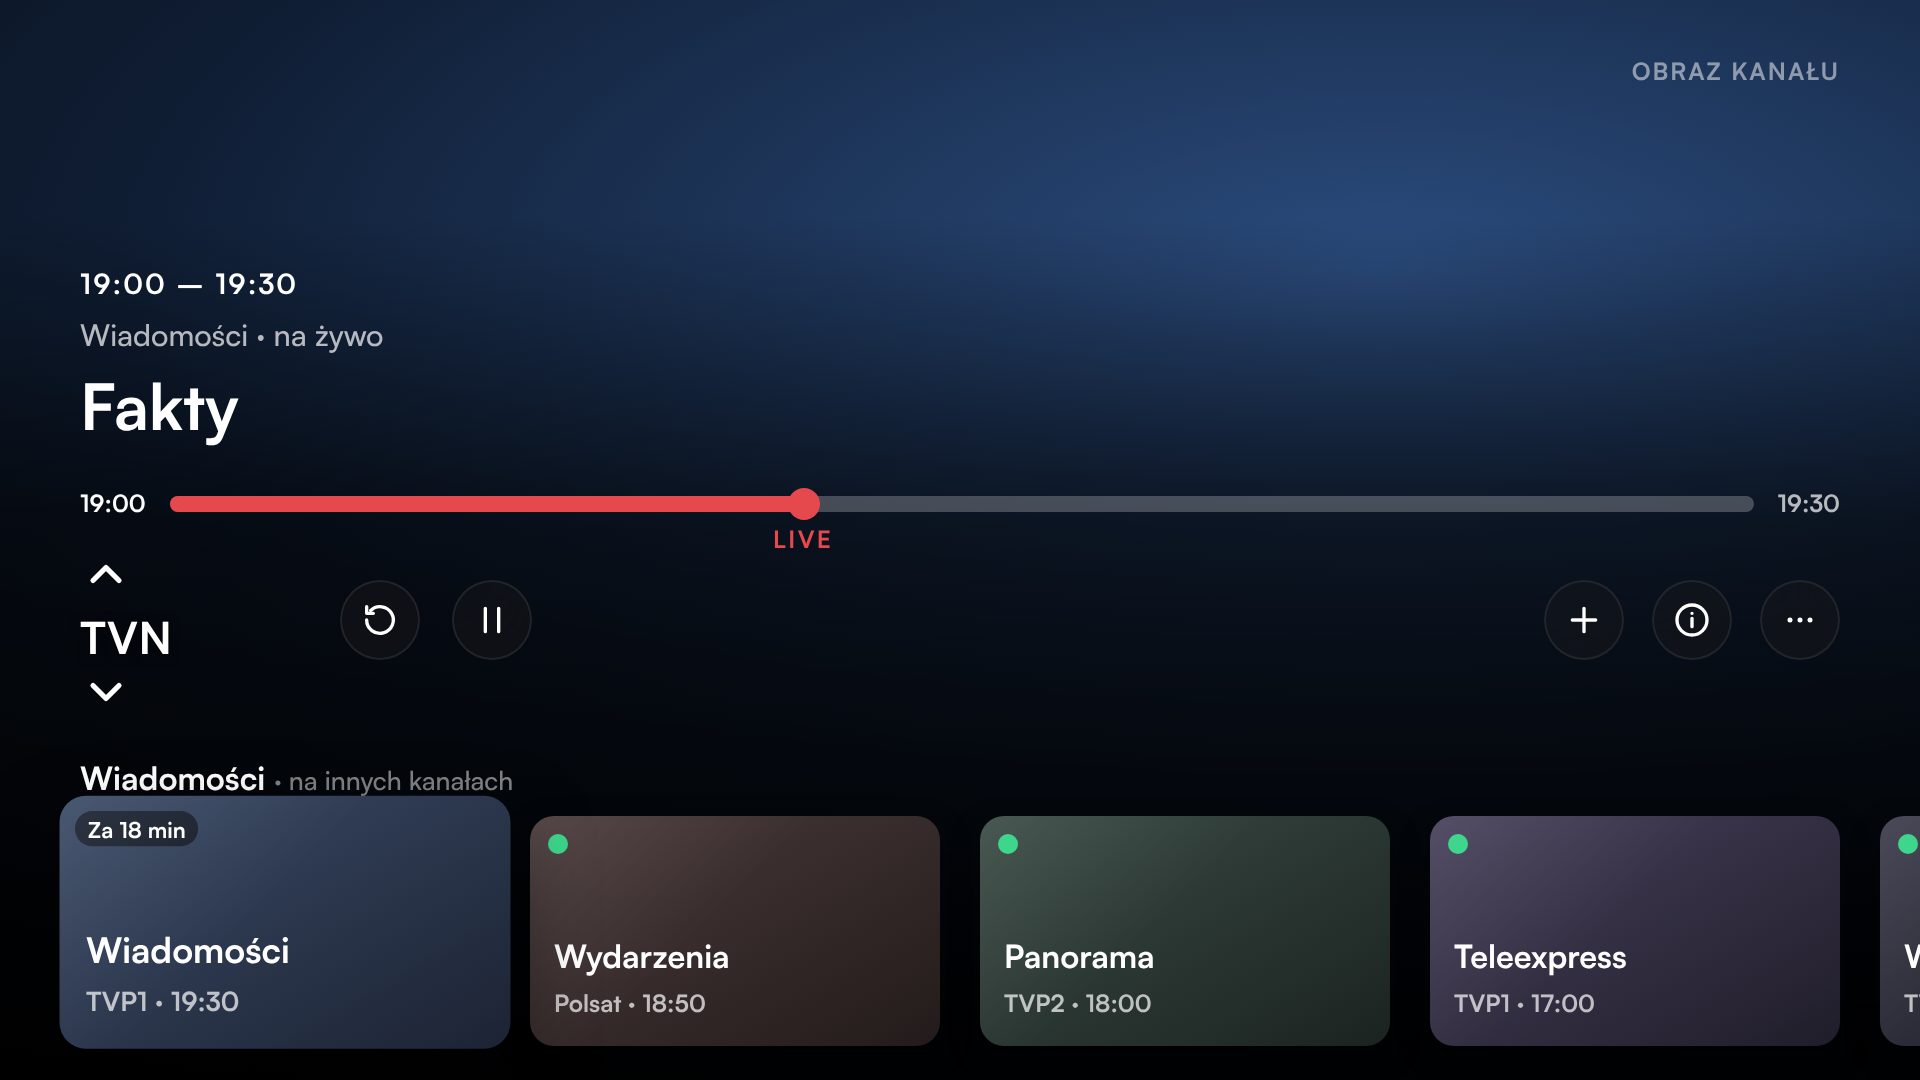 OBRAZ KANAŁU
19:00 — 19:30
Wiadomości · na żywo
Fakty
19:00
19:30
LIVE
TVN
Wiadomości · na innych kanałach
Za 18 min
Wiadomości
TVP1 · 19:30
Wydarzenia
Polsat · 18:50
Panorama
TVP2 · 18:00
Teleexpress
TVP1 · 17:00